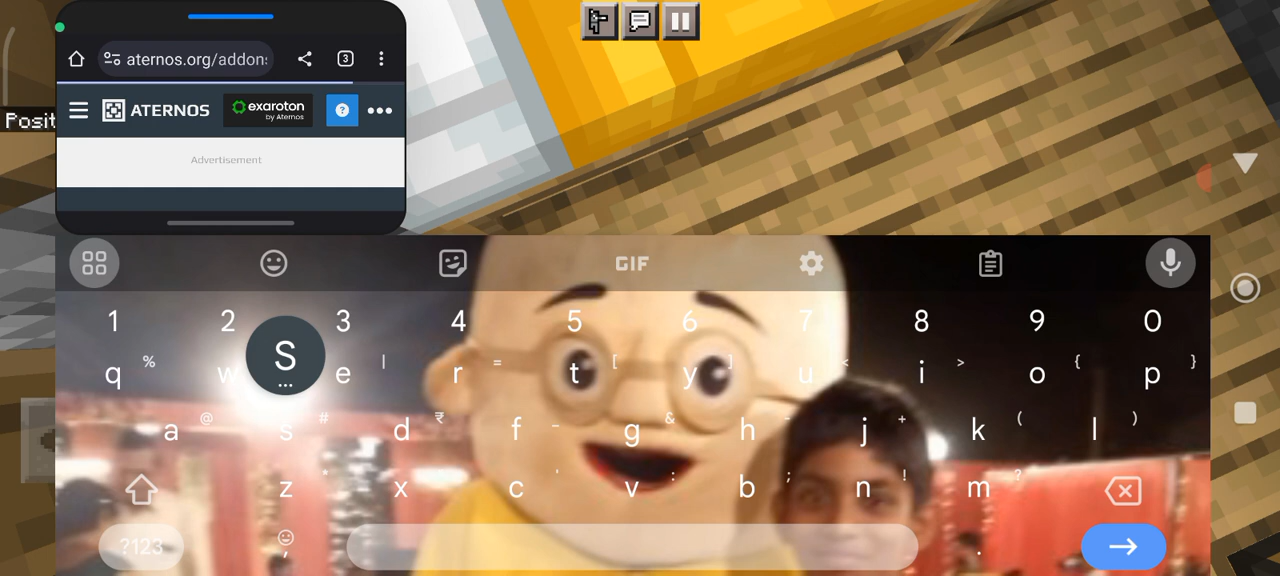 aternos.org/addon
3
Posit
ATERNOS
exaroton
by Aternos
?
Advertisement
GIF
1 2 3 4 5 6 7 8 9 0
S
% | = [ ] < > { }
q w e r t y u i o p
@ # ₹ _ & - + ( )
a s d f g h j k l
* " ' : ; ! ?
z x c v b n m
?123 , .